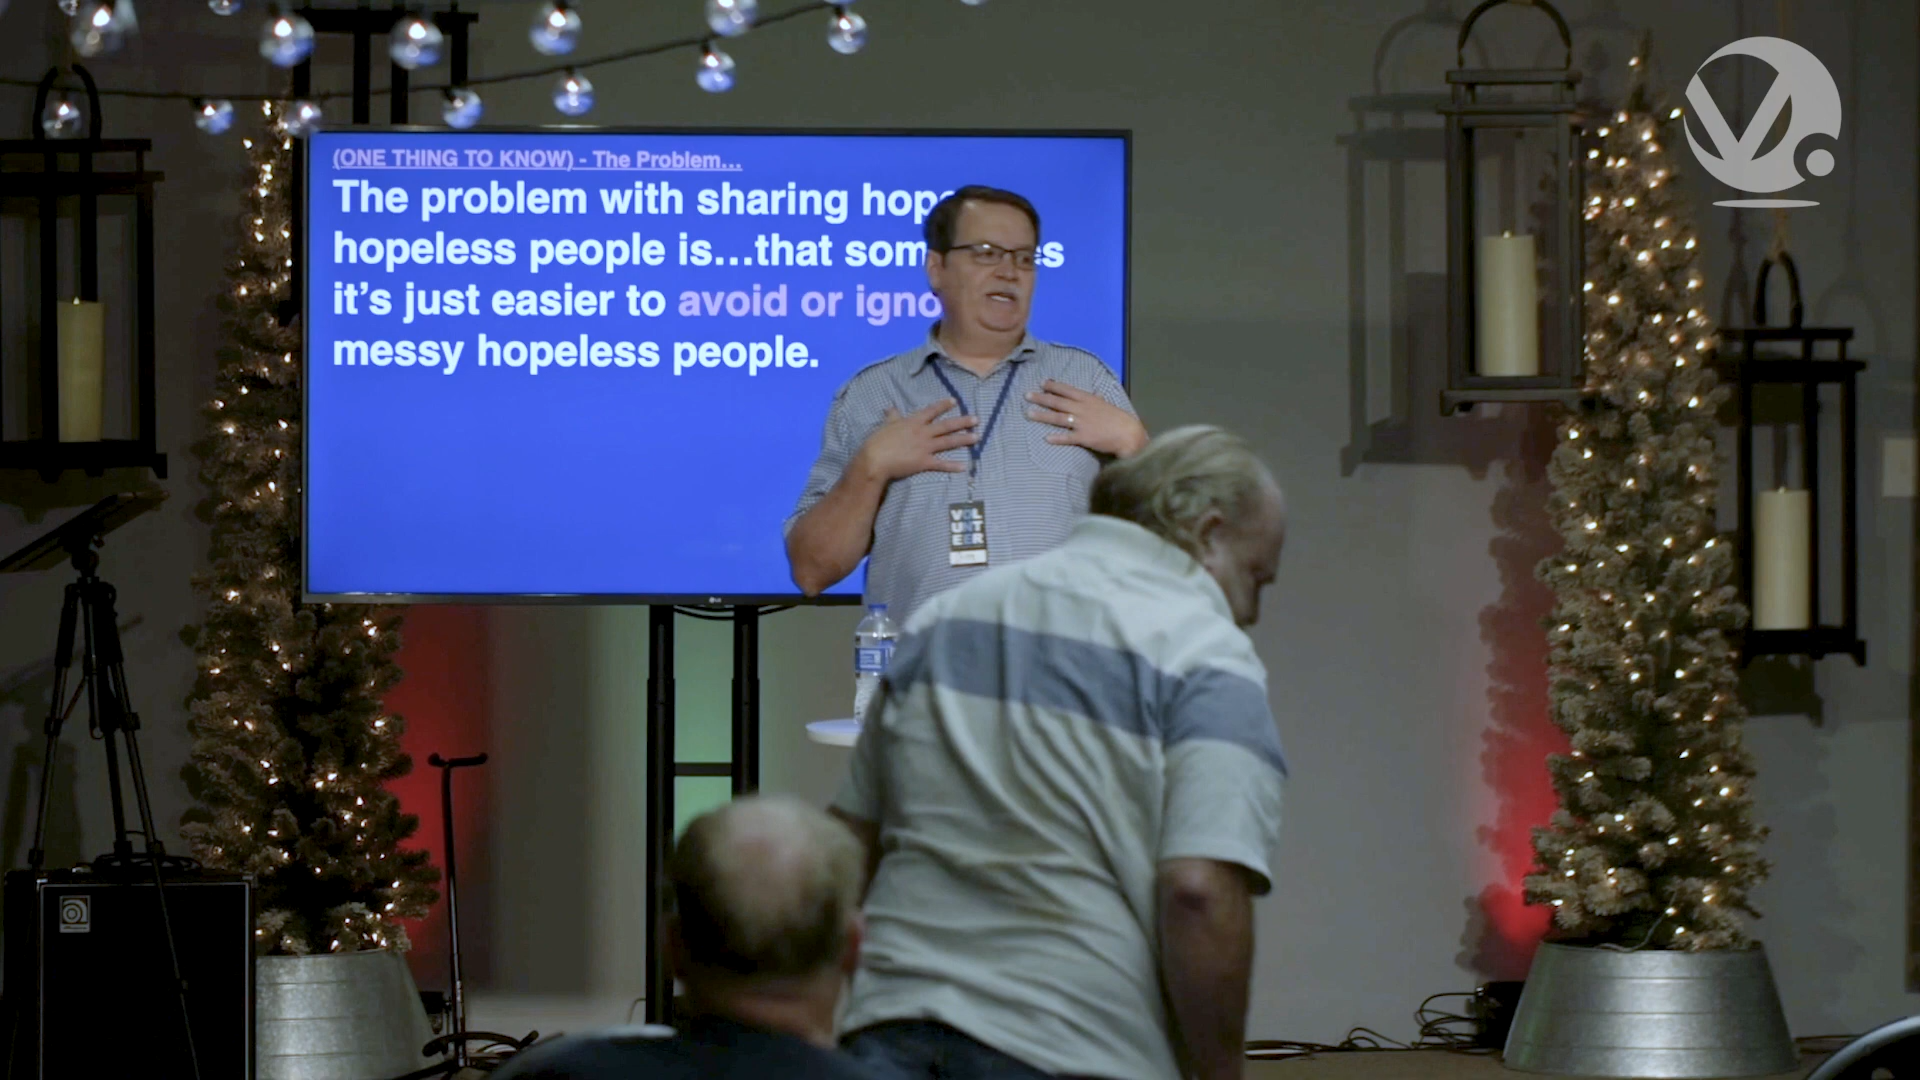 (ONE THING TO KNOW) - The Problem...
The problem with sharing hop
hopeless people is...that som es
it's just easier to avoid or igno
messy hopeless people.
VOL
UNT
EER
LG
V.